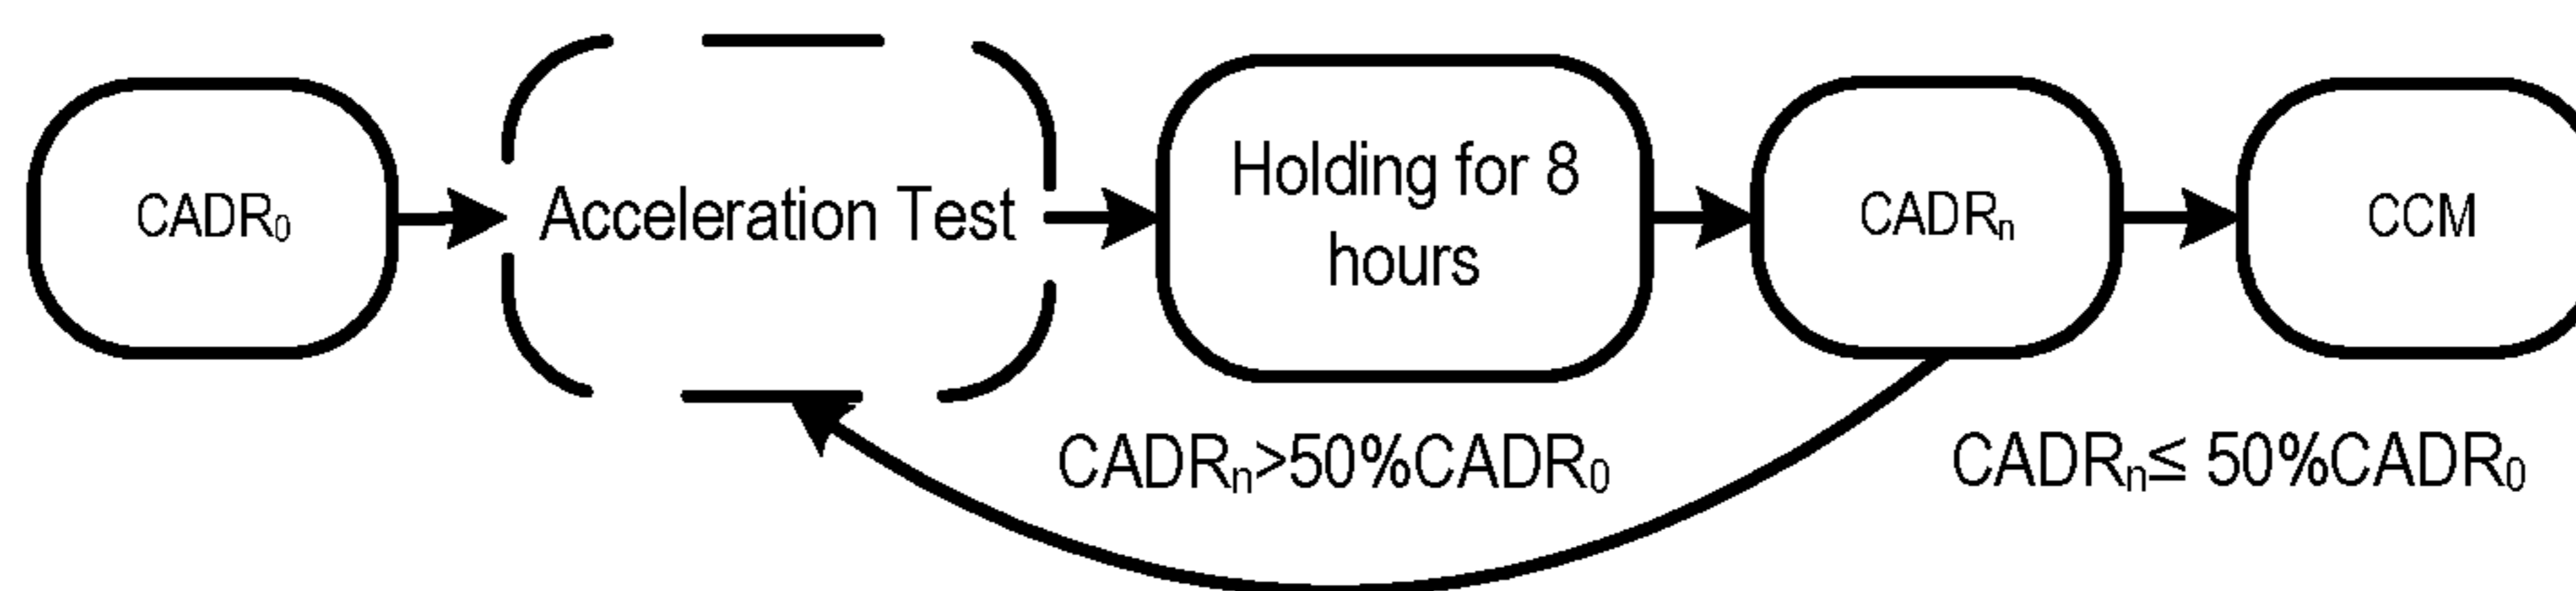 CADR₀
Acceleration Test
Holding for 8
hours
CADRₙ
CCM
CADRₙ>50%CADR₀
CADRₙ≤ 50%CADR₀